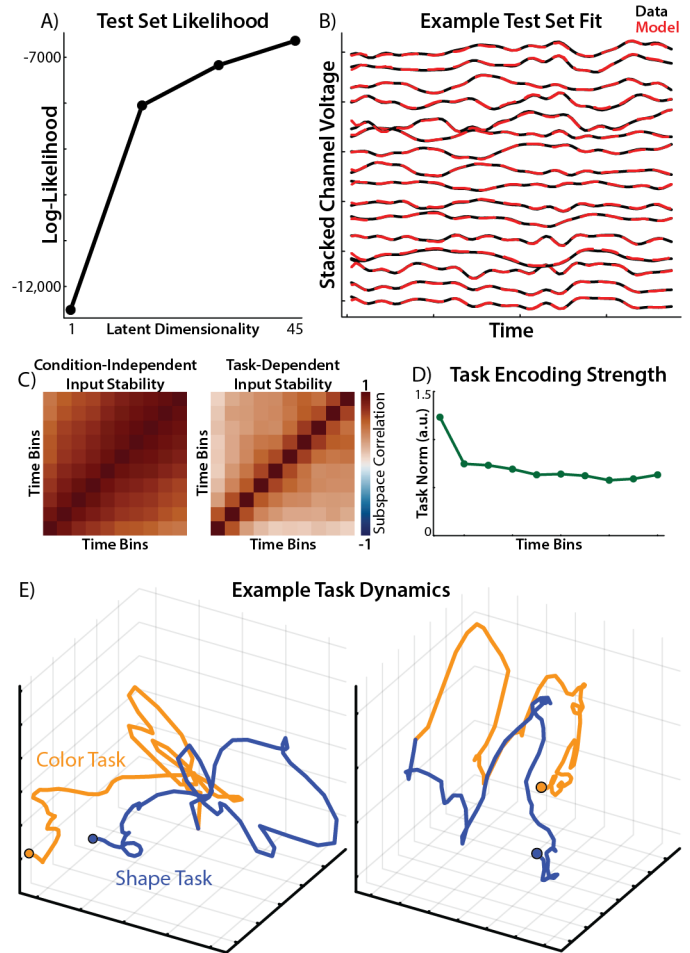 A) Test Set Likelihood
-7000
Log-Likelihood
-12,000
1 Latent Dimensionality 45
B) Example Test Set Fit
Data
Model
Stacked Channel Voltage
Time
C)
Condition-Independent
Input Stability
Time Bins
Time Bins
Task-Dependent
Input Stability
Time Bins
Time Bins
1
Subspace Correlation
-1
D) Task Encoding Strength
1.5
Task Norm (a.u.)
0
Time Bins
E) Example Task Dynamics
Color Task
Shape Task